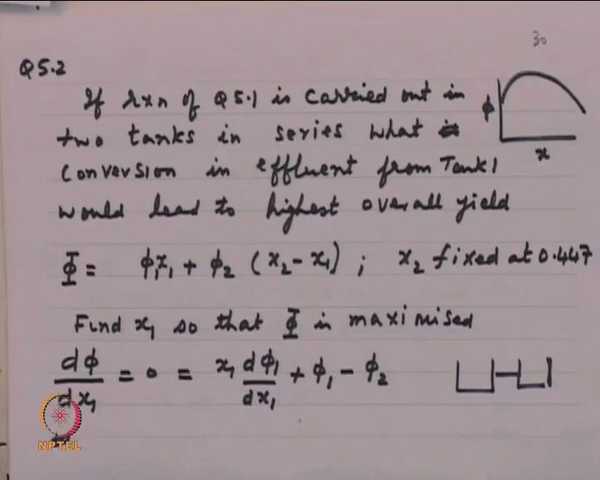 30
Q5.2
If rxn of Q5.1 is carried out in
two tanks in series what is
conversion in effluent from Tank1
would lead to highest overall yield
ϕ
x
Φ = ϕ₁x₁ + ϕ₂ (x₂ - x₁) ; x₂ fixed at 0.447
Find x₁ so that Φ is maximised
dϕ/dx₁ = 0 = x₁ dϕ₁/dx₁ + ϕ₁ - ϕ₂
NPTEL